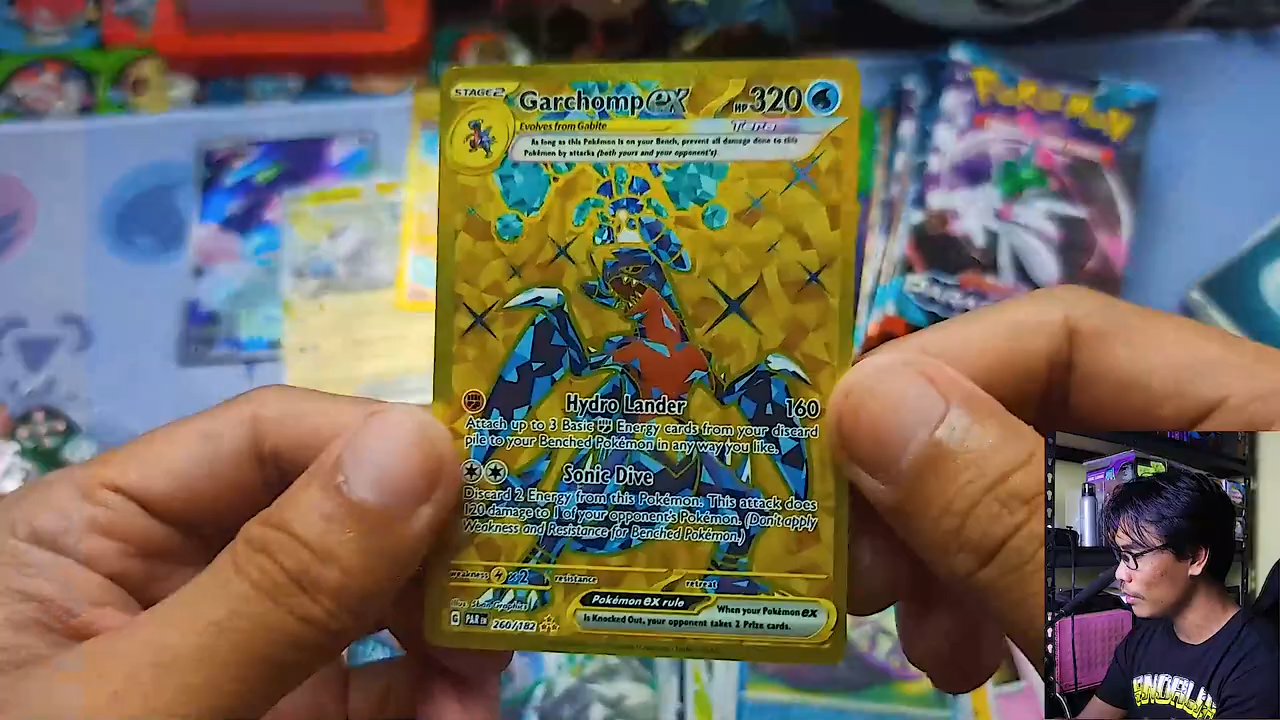 STAGE2 Garchomp ex HP 320
Evolves from Gabite Tera
As long as this Pokémon is on your Bench, prevent all damage done to this
Pokémon by attacks (both yours and your opponent's).
POKéMON
Hydro Lander 160
Attach up to 3 Basic Energy cards from your discard
pile to your Benched Pokémon in any way you like.
Sonic Dive
Discard 2 Energy from this Pokémon. This attack does
120 damage to 1 of your opponent's Pokémon. (Don't apply
Weakness and Resistance for Benched Pokémon.)
weakness ×2 resistance retreat
Pokémon ex rule When your Pokémon ex
is Knocked Out, your opponent takes 2 Prize cards.
G PAR EN 260/182